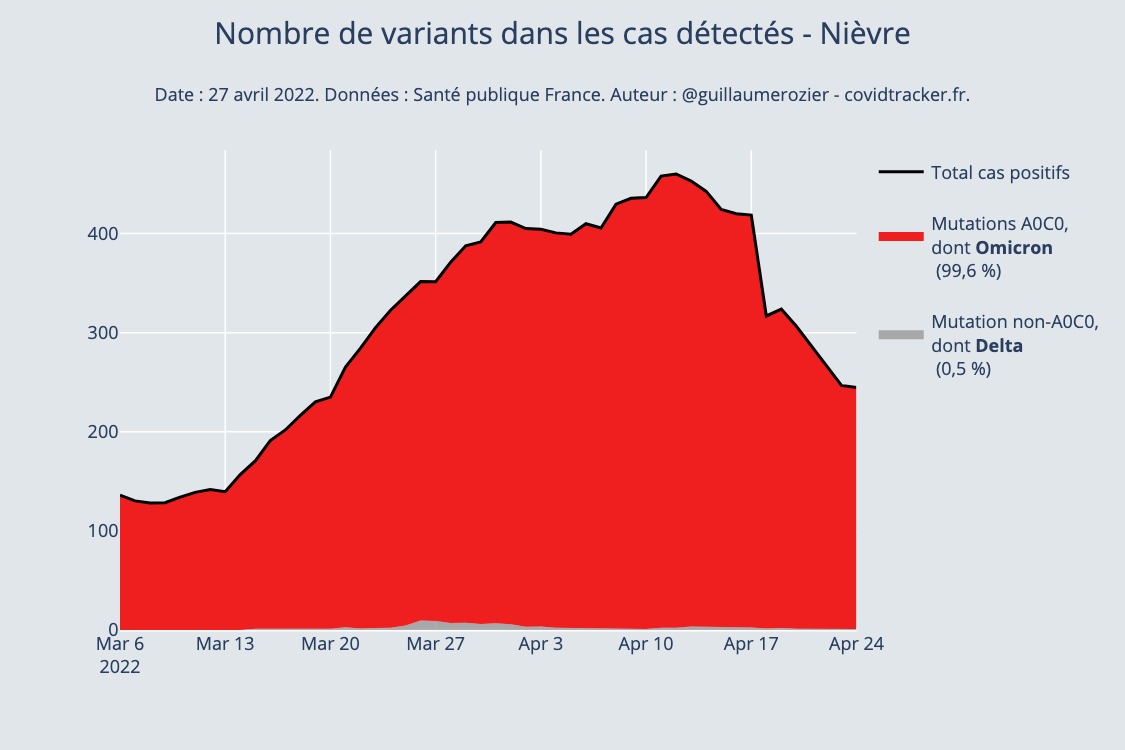 Nombre de variants dans les cas détectés - Nièvre
Date : 27 avril 2022. Données : Santé publique France. Auteur : @guillaumerozier - covidtracker.fr.
Total cas positifs
Mutations A0C0,
dont Omicron
(99,6 %)
Mutation non-A0C0,
dont Delta
(0,5 %)
400
300
200
100
0
Mar 6 Mar 13 Mar 20 Mar 27 Apr 3 Apr 10 Apr 17 Apr 24
2022